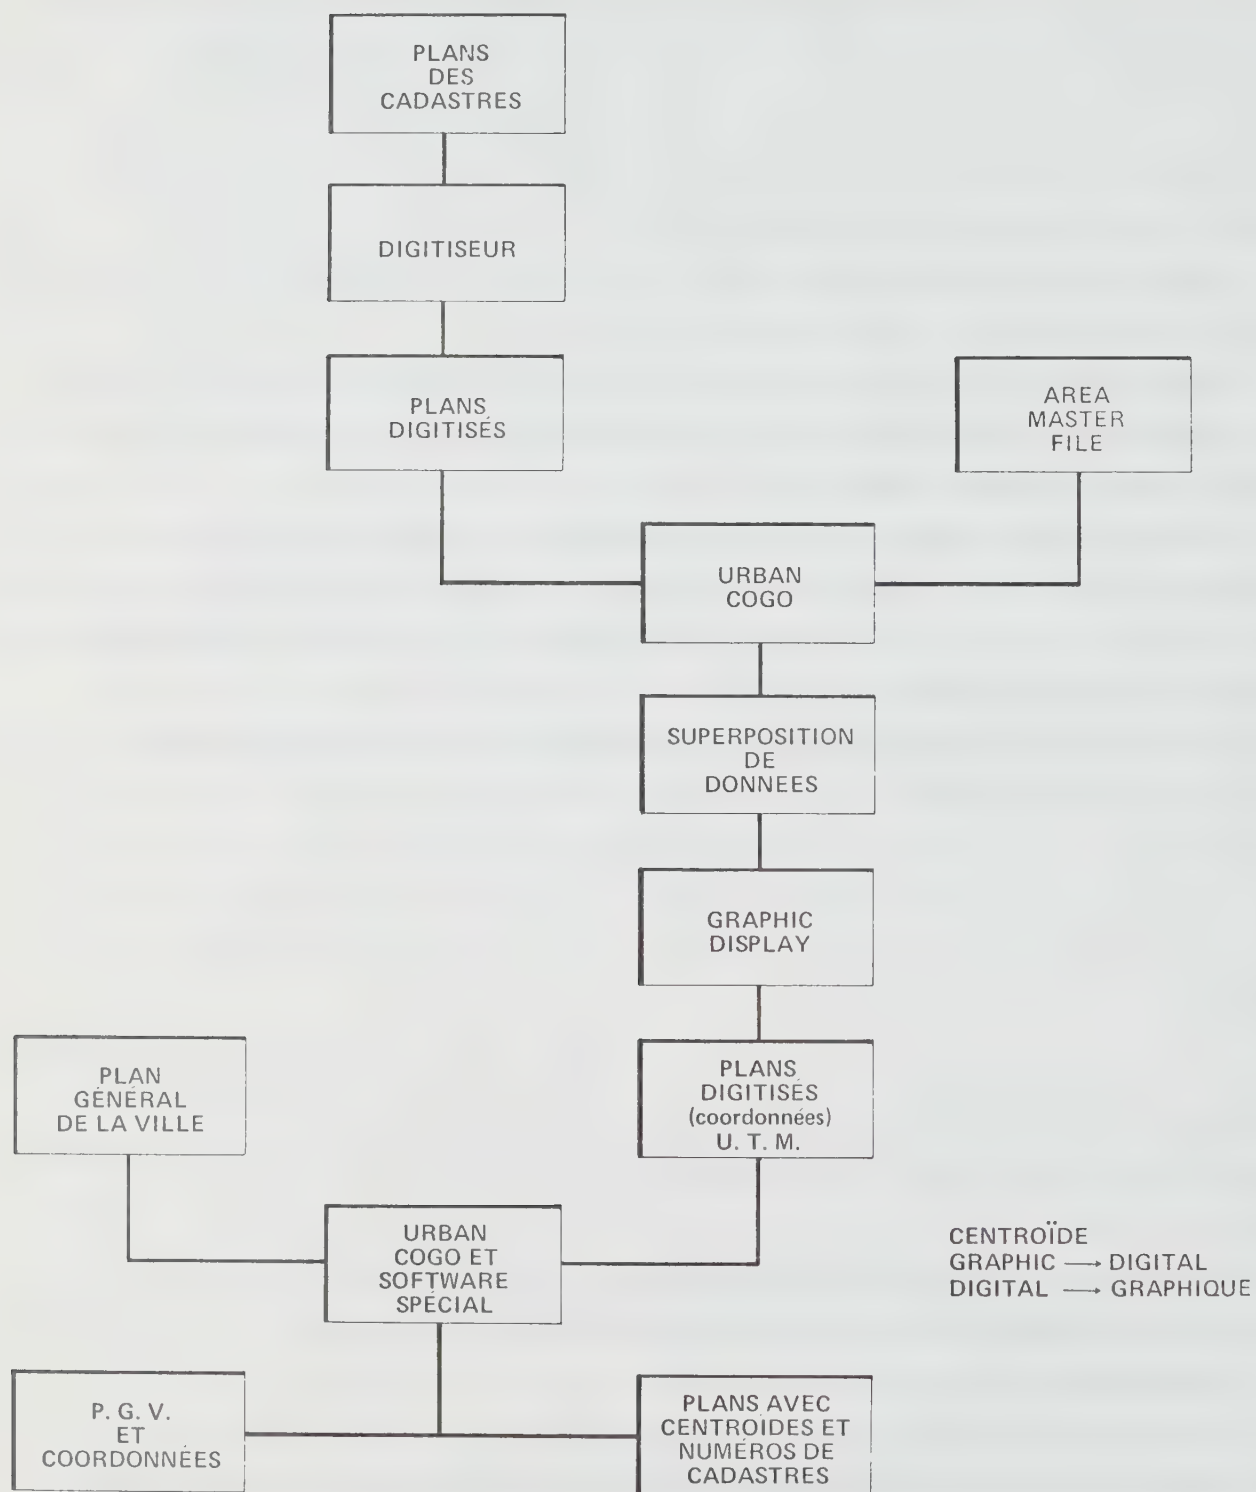 PLANS
DES
CADASTRES
DIGITISEUR
PLANS
DIGITISÉS
AREA
MASTER
FILE
URBAN
COGO
SUPERPOSITION
DE
DONNEES
GRAPHIC
DISPLAY
PLAN
GÉNÉRAL
DE LA VILLE
PLANS
DIGITISÉS
(coordonnées)
U. T. M.
URBAN
COGO ET
SOFTWARE
SPÉCIAL
CENTROÏDE
GRAPHIC → DIGITAL
DIGITAL → GRAPHIQUE
P. G. V.
ET
COORDONNÉES
PLANS AVEC
CENTROÏDES ET
NUMÉROS DE
CADASTRES